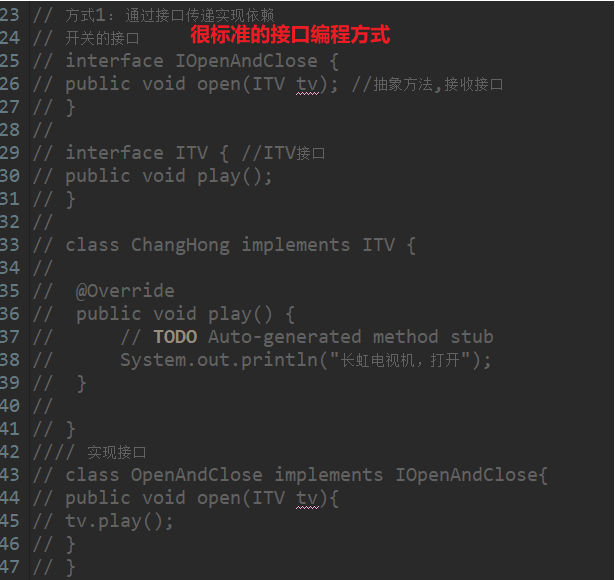 23 // 方式1: 通过接口传递实现依赖
24 // 开关的接口 很标准的接口编程方式
25 // interface IOpenAndClose {
26 // public void open(ITV tv); //抽象方法,接收接口
27 // }
28 //
29 // interface ITV { //ITV接口
30 // public void play();
31 // }
32 //
33 // class ChangHong implements ITV {
34 //
35 // @Override
36 // public void play() {
37 // // TODO Auto-generated method stub
38 // System.out.println("长虹电视机，打开");
39 // }
40 //
41 // }
42 //// 实现接口
43 // class OpenAndClose implements IOpenAndClose{
44 // public void open(ITV tv){
45 // tv.play();
46 // }
47 // }